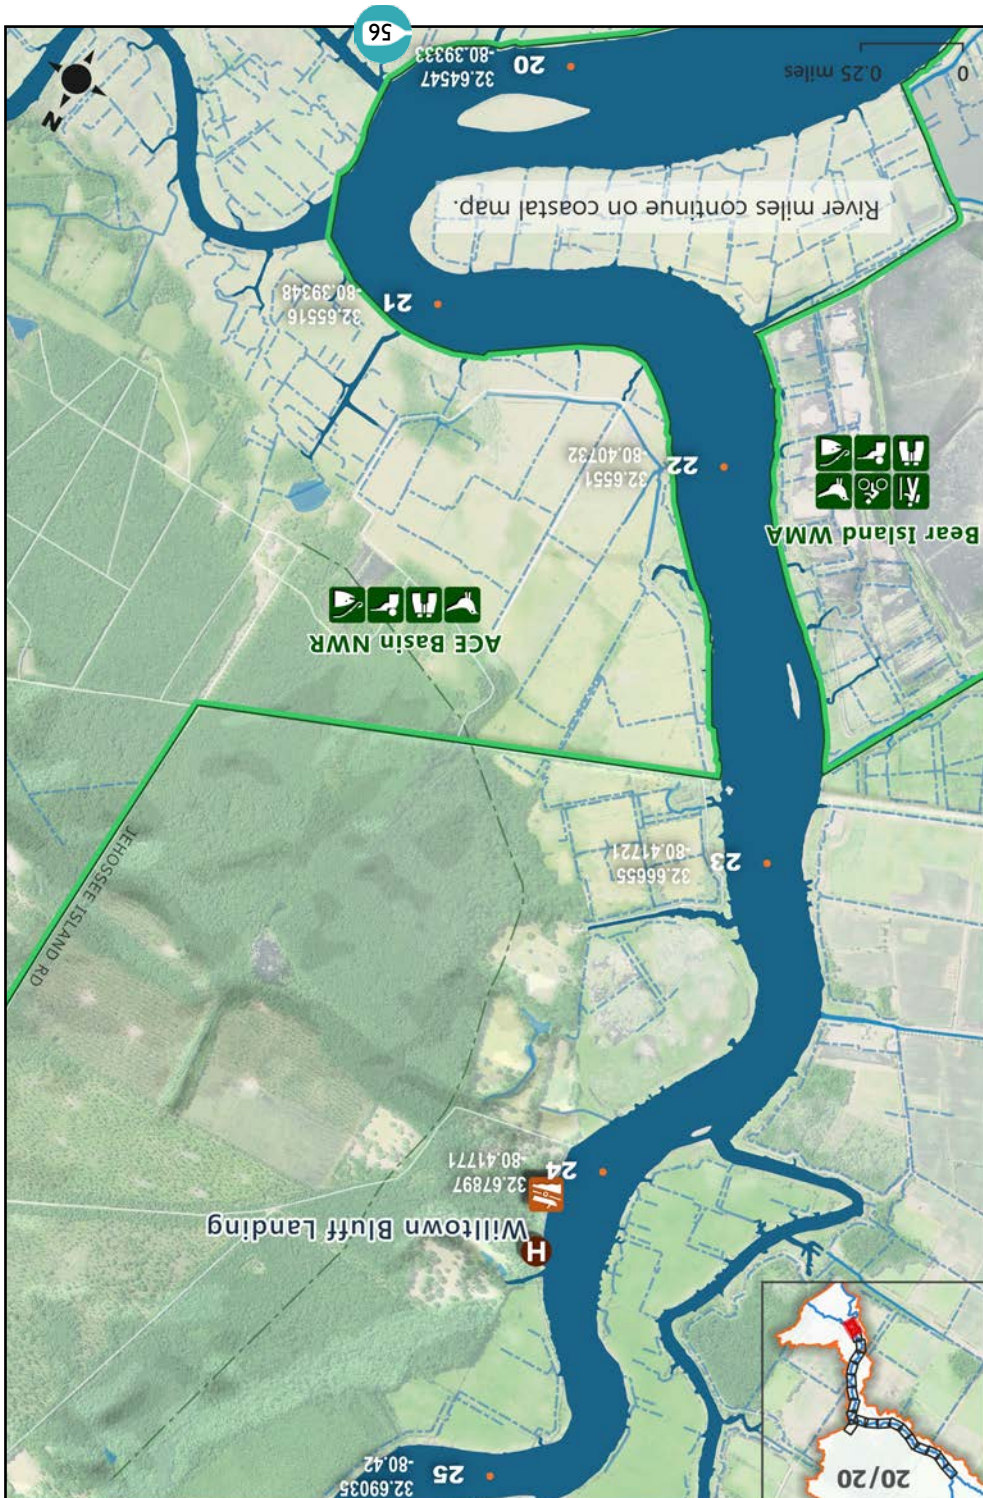 20/20
25
32.69035
-80.42
H
Willtown Bluff Landing
24
32.67897
-80.41771
JEHOSSEE ISLAND RD
23
32.66655
-80.41721
ACE Basin NWR
Bear Island WMA
22
32.6551
-80.40732
21
32.65516
-80.39348
River miles continue on coastal map.
20
32.64547
-80.39333
0
0.25 miles
N
56